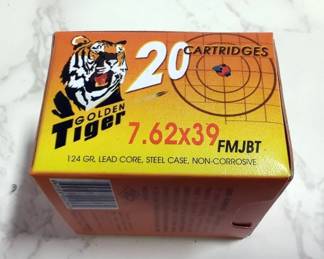 20
CARTRIDGES
GOLDEN
Tiger
7.62x39
FMJBT
124 GR, LEAD CORE, STEEL CASE, NON-CORROSIVE